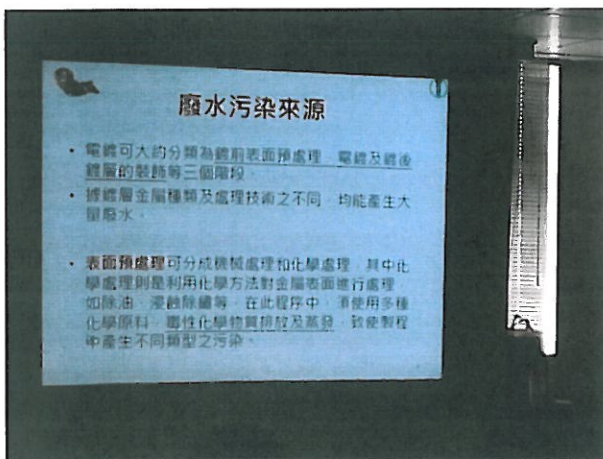 廢水污染來源
• 電鍍可大約分類為鍍前表面預處理、電鍍及鍍後
鍍層的裝飾等三個階段。
• 據鍍層金屬種類及處理技術之不同，均能產生大
量廢水。
• 表面預處理可分成機械處理和化學處理，其中化
學處理則是利用化學方法對金屬表面進行處理，
如除油、浸蝕除鏽等，在此程序中，須使用多種
化學原料，毒性化學物質排放及蒸發，致使製程
中產生不同類型之污染。